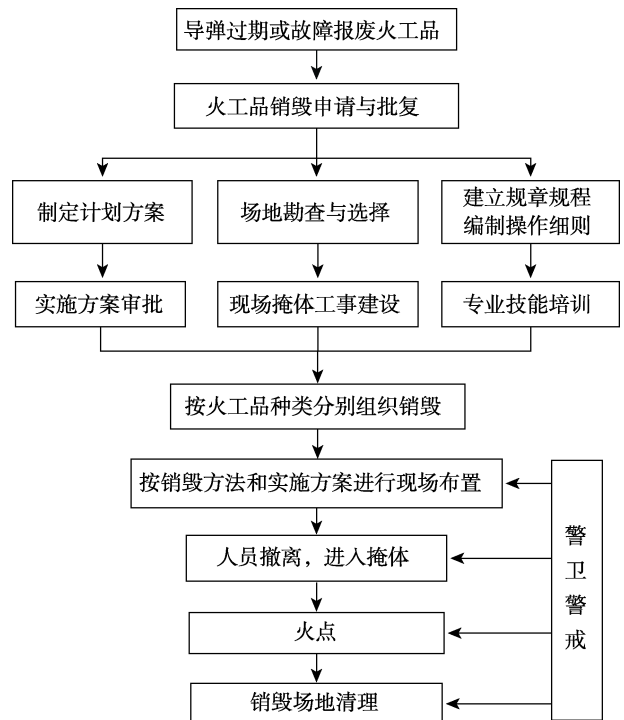 导弹过期或故障报废火工品
火工品销毁申请与批复
制定计划方案
场地勘查与选择
建立规章规程
编制操作细则
实施方案审批
现场掩体工事建设
专业技能培训
按火工品种类分别组织销毁
按销毁方法和实施方案进行现场布置
人员撤离，进入掩体
火点
销毁场地清理
警卫警戒